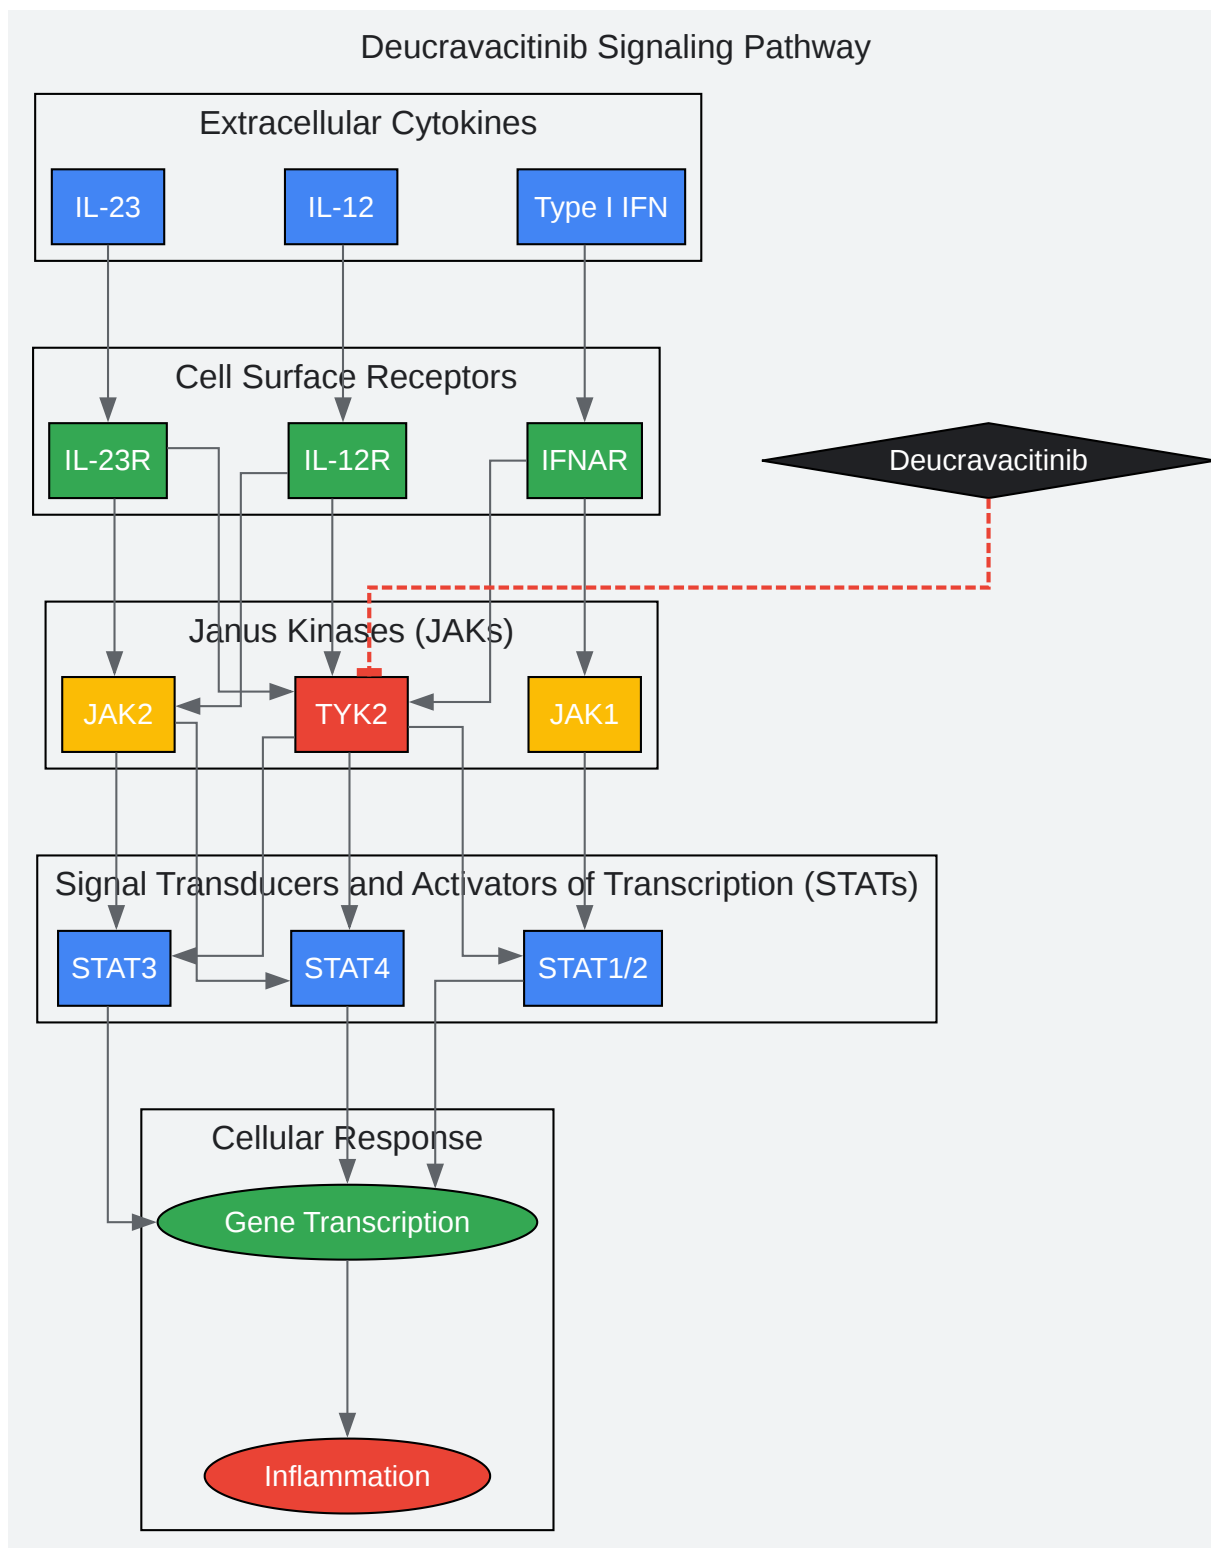 Deucravacitinib Signaling Pathway
Extracellular Cytokines
IL-23
IL-12
Type I IFN
Cell Surface Receptors
IL-23R
IL-12R
IFNAR
Deucravacitinib
Janus Kinases (JAKs)
JAK2
TYK2
JAK1
Signal Transducers and Activators of Transcription (STATs)
STAT3
STAT4
STAT1/2
Cellular Response
Gene Transcription
Inflammation